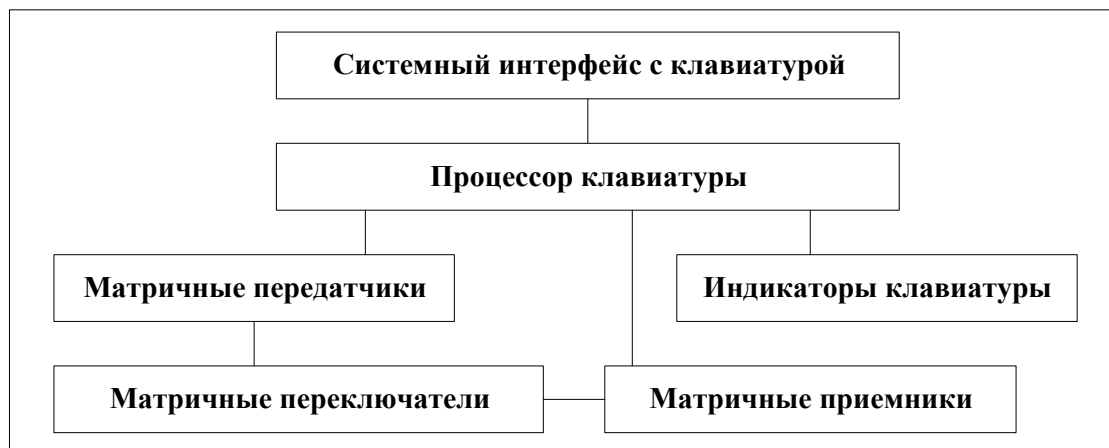 Системный интерфейс с клавиатурой
Процессор клавиатуры
Матричные передатчики
Индикаторы клавиатуры
Матричные переключатели
Матричные приемники